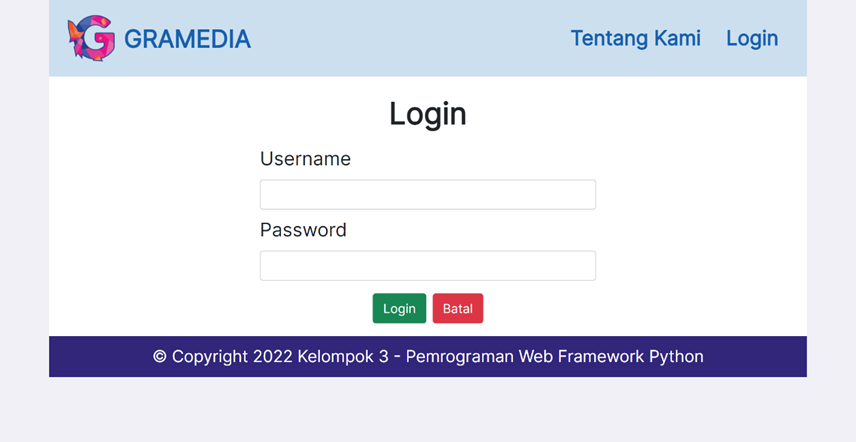 GRAMEDIA
Tentang Kami Login
Login
Username
Password
Login Batal
© Copyright 2022 Kelompok 3 - Pemrograman Web Framework Python